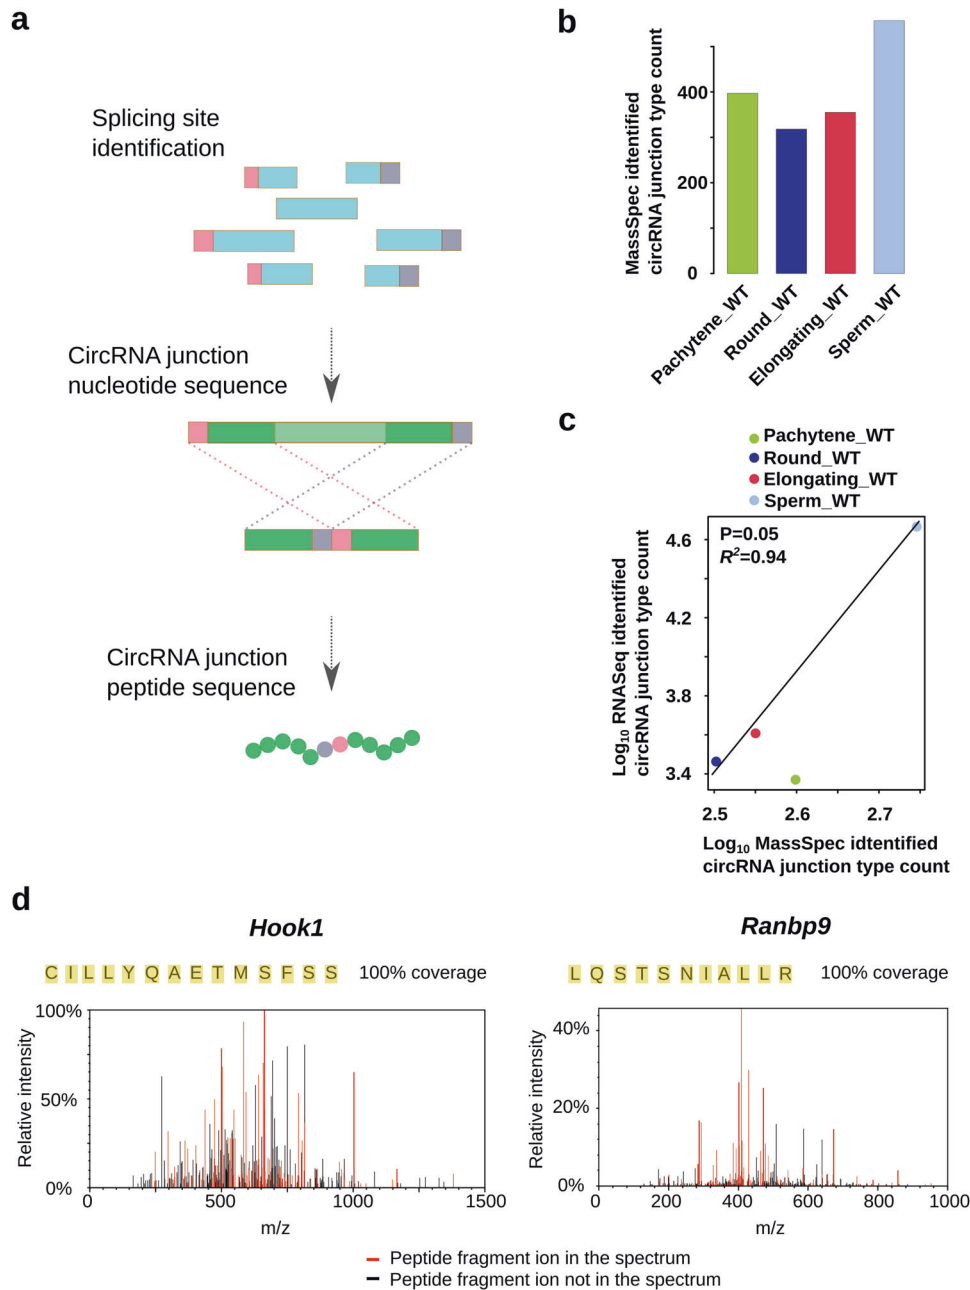 a
Splicing site
identification
CircRNA junction
nucleotide sequence
CircRNA junction
peptide sequence
b
MassSpec idtentified
circRNA junction type count
400
200
0
Pachytene_WT
Round_WT
Elongating_WT
Sperm_WT
c
Pachytene_WT
Round_WT
Elongating_WT
Sperm_WT
P=0.05
R²=0.94
Log₁₀ RNASeq idtentified
circRNA junction type count
4.6
4.2
3.8
3.4
2.5 2.6 2.7
Log₁₀ MassSpec idtentified
circRNA junction type count
d
Hook1
C I L L Y Q A E T M S F S S 100% coverage
Relative intensity
100%
50%
0%
0 500 1000 1500
m/z
Ranbp9
L Q S T S N I A L L R 100% coverage
Relative intensity
40%
20%
0%
0 200 400 600 800 1000
m/z
Peptide fragment ion in the spectrum
Peptide fragment ion not in the spectrum